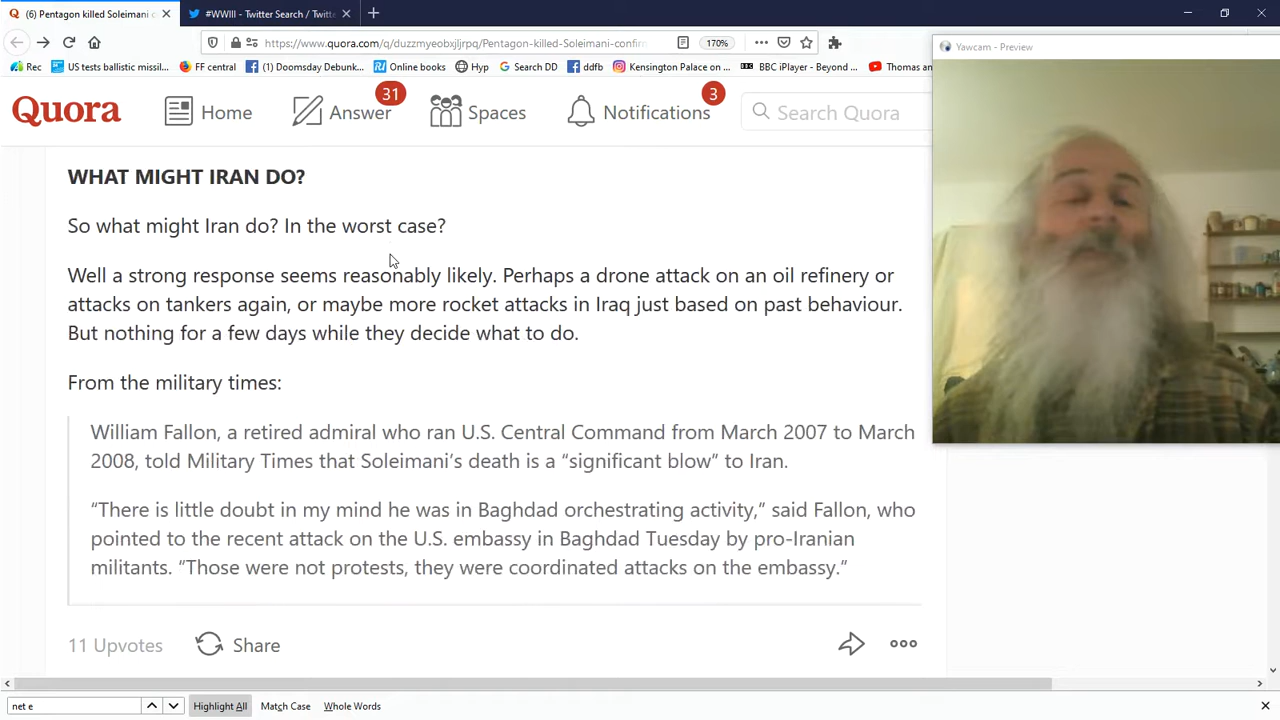 (6) Pentagon killed Soleimani c
#WWIII - Twitter Search / Twitt
https://www.quora.com/q/duzzmyeobxjljrpq/Pentagon-killed-Soleimani-confirm
170%
Rec
US tests ballistic missil...
FF central
(1) Doomsday Debunk...
Online books
Hyp
Search DD
ddfb
Kensington Palace on ...
BBC iPlayer - Beyond ...
Thomas an
Yawcam - Preview
Quora
Home
31
Answer
Spaces
3
Notifications
Search Quora
WHAT MIGHT IRAN DO?
So what might Iran do? In the worst case?
Well a strong response seems reasonably likely. Perhaps a drone attack on an oil refinery or
attacks on tankers again, or maybe more rocket attacks in Iraq just based on past behaviour.
But nothing for a few days while they decide what to do.
From the military times:
William Fallon, a retired admiral who ran U.S. Central Command from March 2007 to March
2008, told Military Times that Soleimani’s death is a “significant blow” to Iran.
“There is little doubt in my mind he was in Baghdad orchestrating activity,” said Fallon, who
pointed to the recent attack on the U.S. embassy in Baghdad Tuesday by pro-Iranian
militants. “Those were not protests, they were coordinated attacks on the embassy.”
11 Upvotes
Share
net e
Highlight All
Match Case
Whole Words